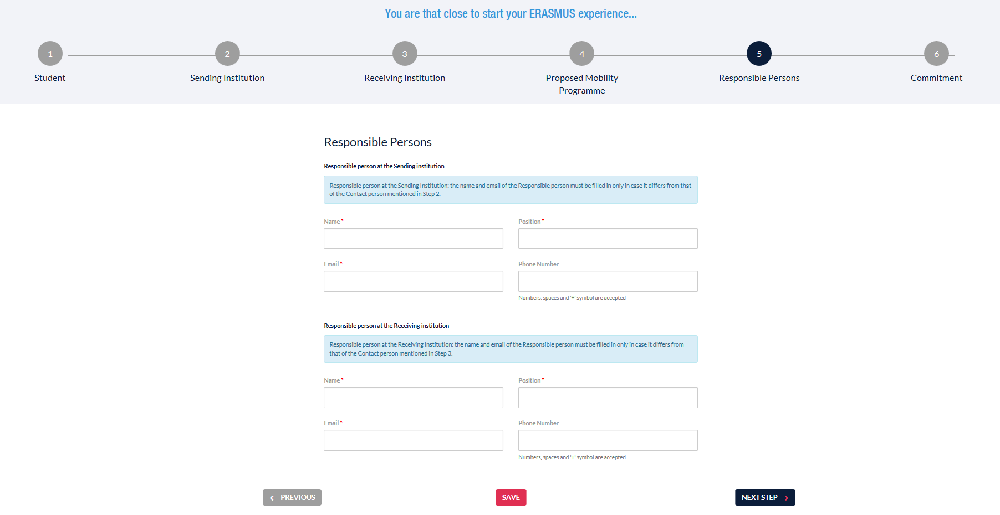 You are that close to start your ERASMUS experience...
1
2
3
4
5
6
Student
Sending Institution
Receiving Institution
Proposed Mobility
Programme
Responsible Persons
Commitment
Responsible Persons
Responsible person at the Sending institution
Responsible person at the Sending Institution: the name and email of the Responsible person must be filled in only in case it differs from that
of the Contact person mentioned in Step 2.
Name *
Position *
Email *
Phone Number
Numbers, spaces and '+' symbol are accepted
Responsible person at the Receiving institution
Responsible person at the Receiving Institution: the name and email of the Responsible person must be filled in only in case it differs from
that of the Contact person mentioned in Step 3.
Name *
Position *
Email *
Phone Number
Numbers, spaces and '+' symbol are accepted
PREVIOUS
SAVE
NEXT STEP